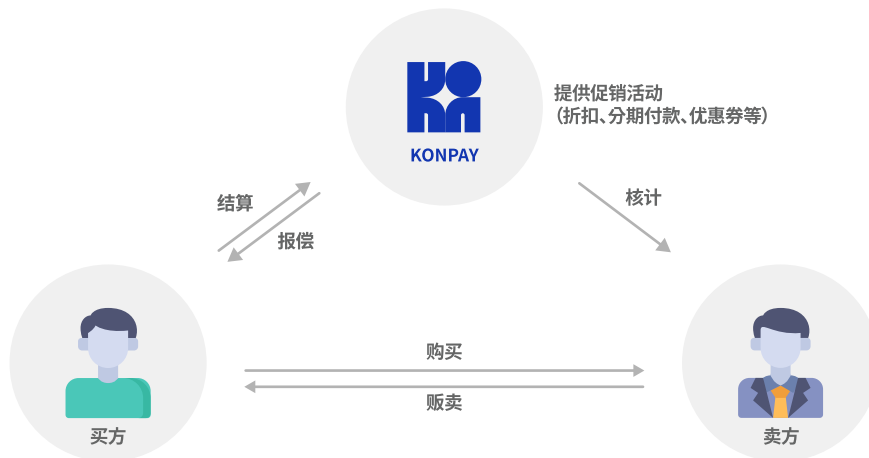 KONPAY
提供促销活动
（折扣、分期付款、优惠券等）
结算
报偿
核计
购买
贩卖
买方
卖方